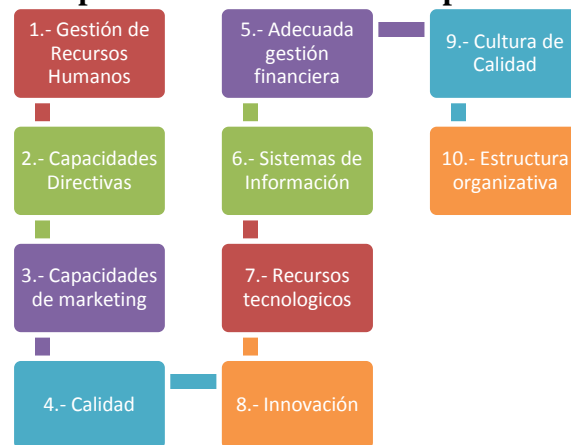 1.- Gestión de
Recursos
Humanos
2.- Capacidades
Directivas
3.- Capacidades
de marketing
4.- Calidad
5.- Adecuada
gestión
financiera
6.- Sistemas de
Información
7.- Recursos
tecnologicos
8.- Innovación
9.- Cultura de
Calidad
10.- Estructura
organizativa